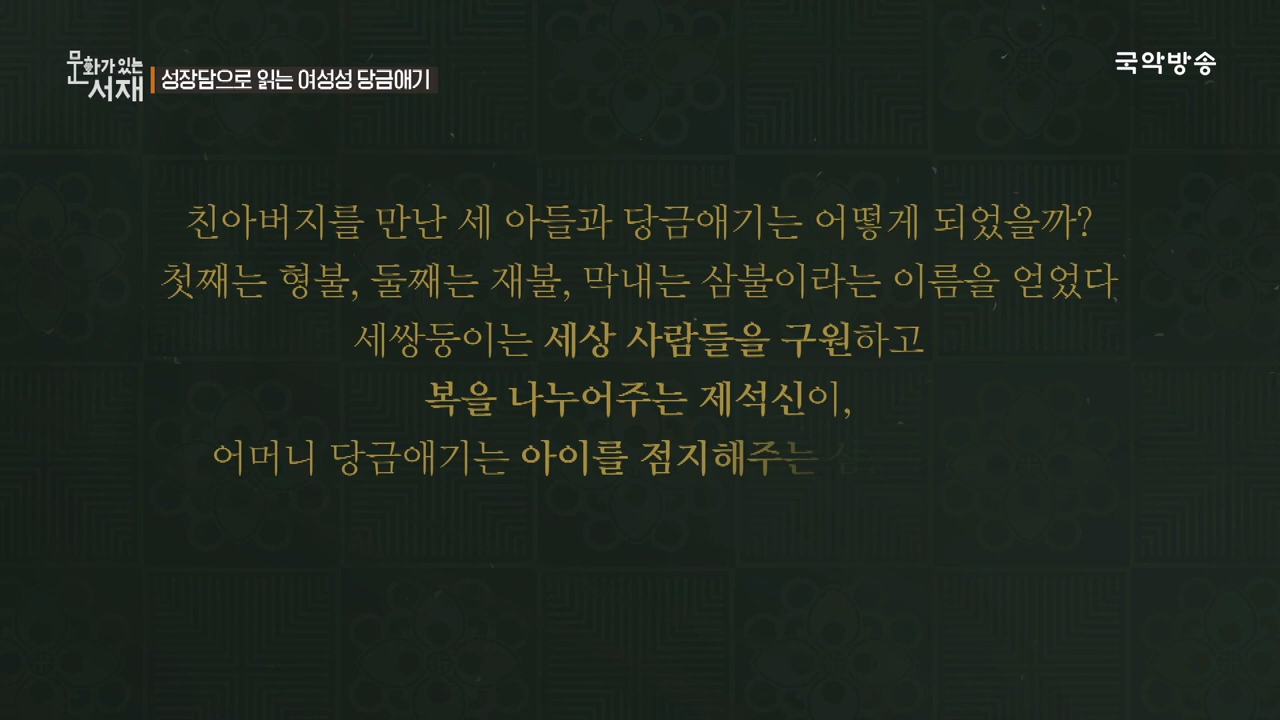 문화가 있는
서재
성장담으로 읽는 여성성 당금애기
국악방송
친아버지를 만난 세 아들과 당금애기는 어떻게 되었을까?
첫째는 형불, 둘째는 재불, 막내는 삼불이라는 이름을 얻었다
세쌍둥이는 세상 사람들을 구원하고
복을 나누어주는 제석신이,
어머니 당금애기는 아이를 점지해주는